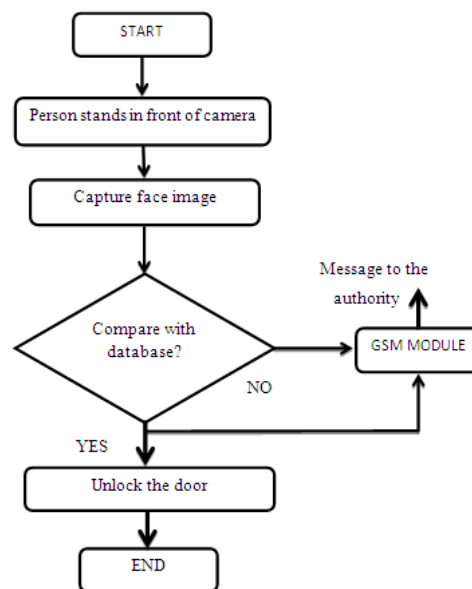 START
Person stands in front of camera
Capture face image
Message to the
authority
Compare with
database?
GSM MODULE
NO
YES
Unlock the door
END